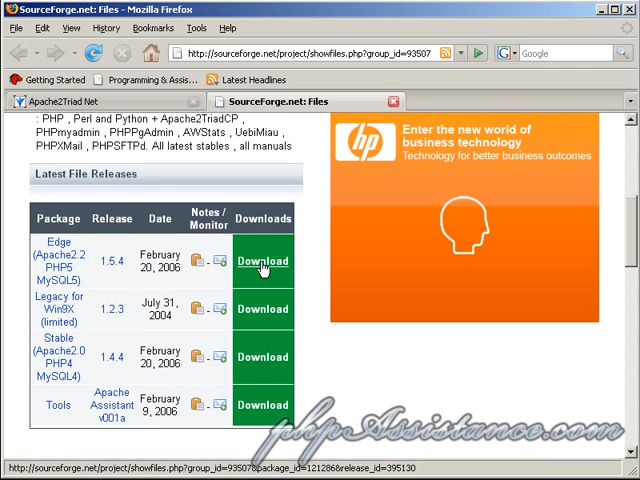 SourceForge.net: Files - Mozilla Firefox
File Edit View History Bookmarks Tools Help
http://sourceforge.net/project/showfiles.php?group_id=93507
G Google
Getting Started Programming & Assis... Latest Headlines
Apache2Triad Net SourceForge.net: Files
: PHP , Perl and Python + Apache2TriadCP ,
PHPmyadmin , PHPPgAdmin , AWStats , UebiMiau ,
PHPXMail , PHPSFTPd. All latest stables , all manuals
Latest File Releases
Package Release Date Notes / Monitor Downloads
Edge (Apache2.2 PHP5 MySQL5) 1.5.4 February 20, 2006 - Download
Legacy for Win9X (limited) 1.2.3 July 31, 2004 - Download
Stable (Apache2.0 PHP4 MySQL4) 1.4.4 February 20, 2006 - Download
Tools Apache Assistant v001a February 9, 2006 - Download
hp
Enter the new world of
business technology
Technology for better business outcomes
phpAssistance.com
http://sourceforge.net/project/showfiles.php?group_id=93507&package_id=121286&release_id=395130